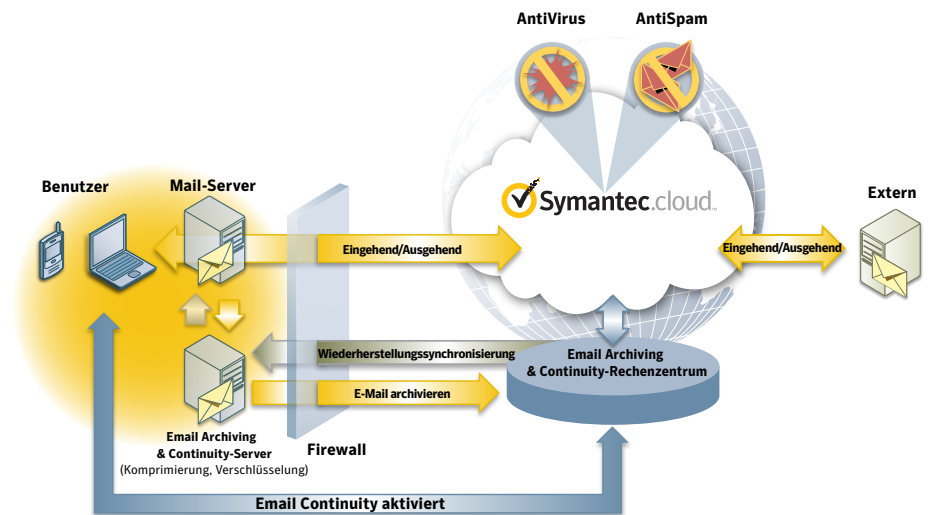 AntiVirus
AntiSpam
Benutzer
Mail-Server
Symantec.cloud™
Extern
Eingehend/Ausgehend
Eingehend/Ausgehend
Wiederherstellungssynchronisierung
Email Archiving
& Continuity-Rechenzentrum
E-Mail archivieren
Email Archiving
& Continuity-Server
(Komprimierung, Verschlüsselung)
Firewall
Email Continuity aktiviert